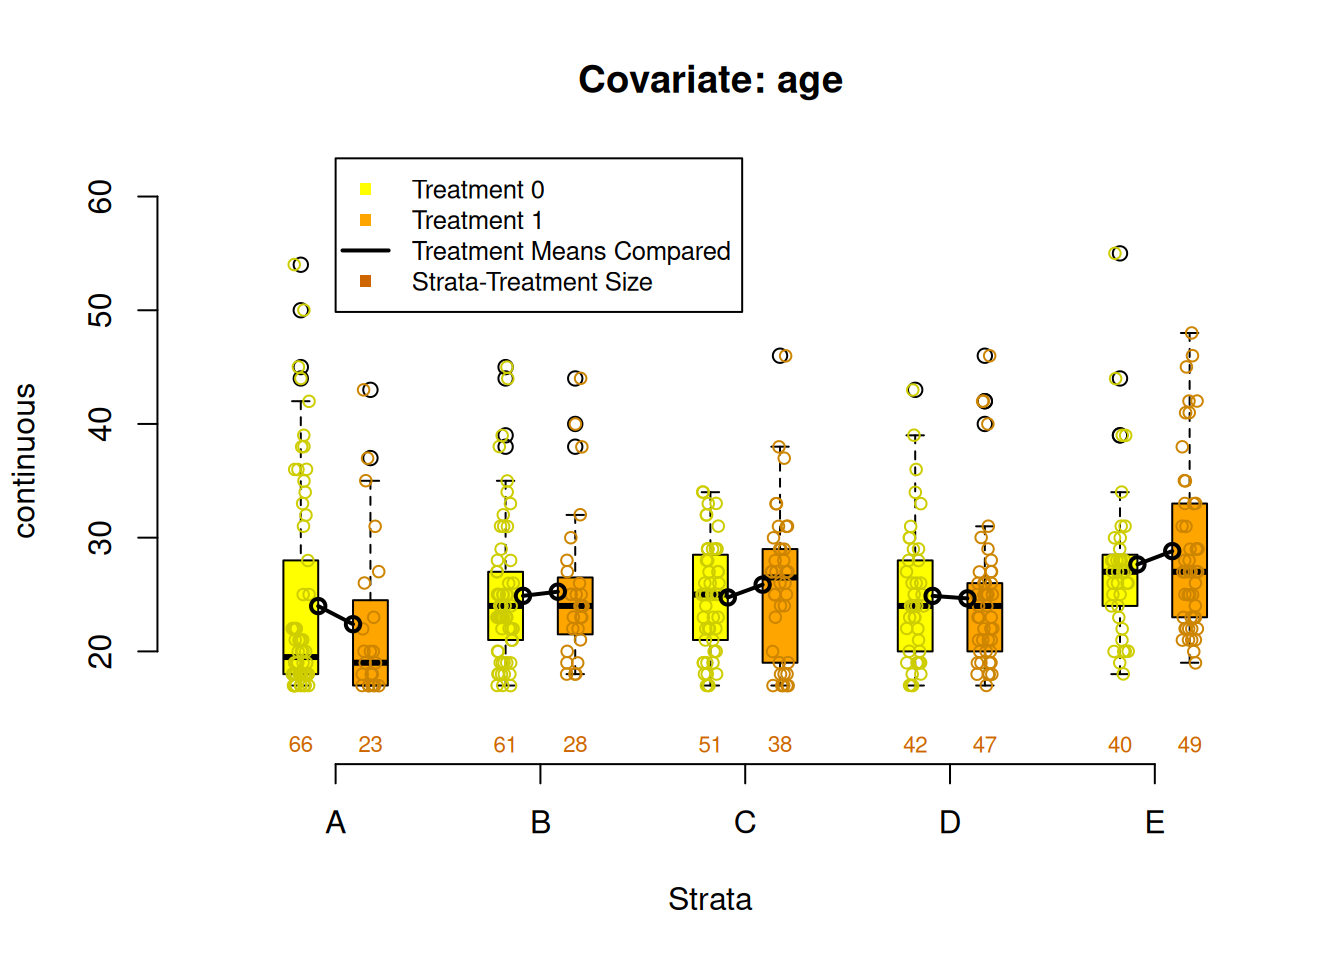 Covariate: age
Treatment 0
Treatment 1
Treatment Means Compared
Strata-Treatment Size
continuous
60
50
40
30
20
66 23 61 28 51 38 42 47 40 49
A B C D E
Strata